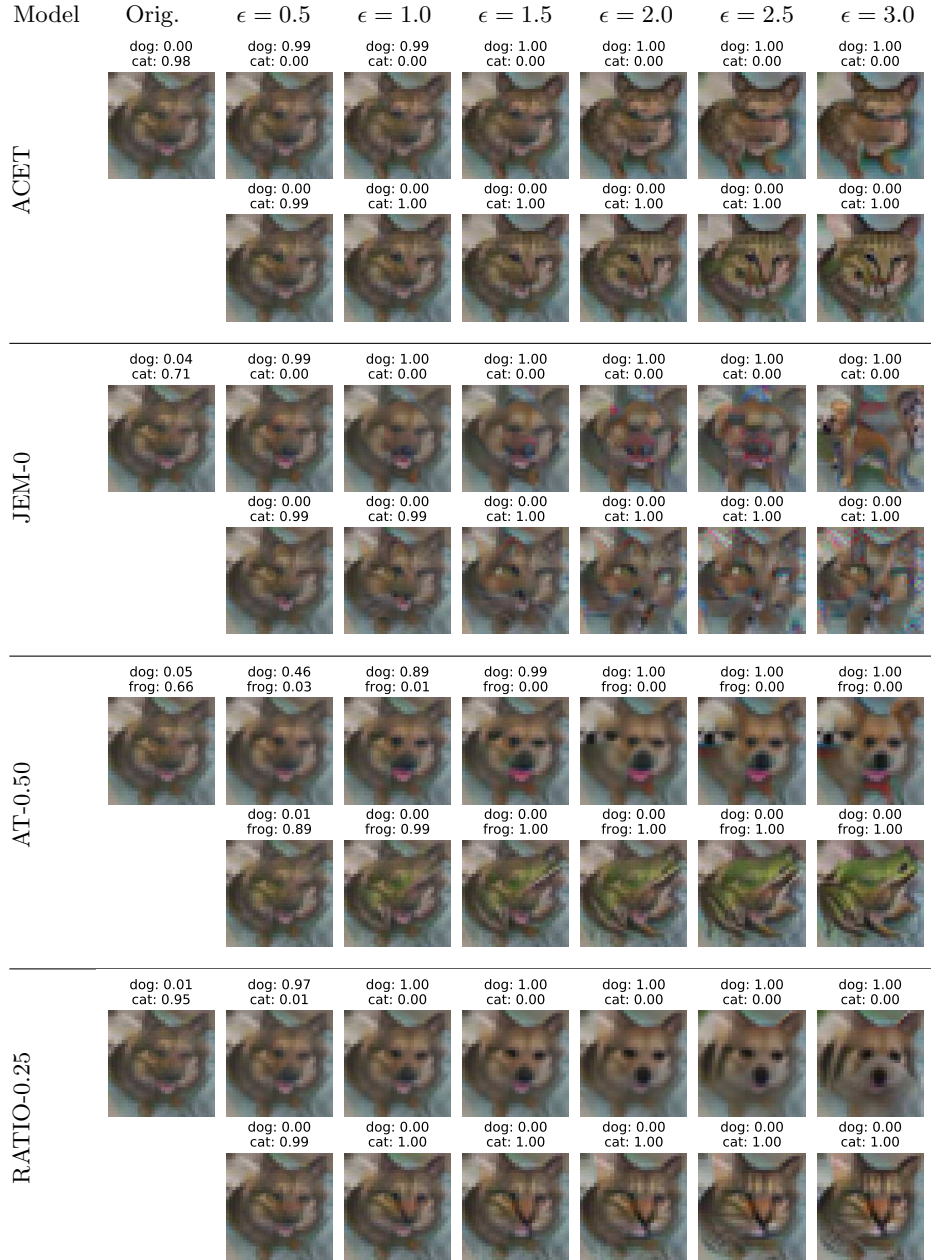 Model Orig. ϵ = 0.5 ϵ = 1.0 ϵ = 1.5 ϵ = 2.0 ϵ = 2.5 ϵ = 3.0
ACET
dog: 0.00 dog: 0.99 dog: 0.99 dog: 1.00 dog: 1.00 dog: 1.00 dog: 1.00
cat: 0.98 cat: 0.00 cat: 0.00 cat: 0.00 cat: 0.00 cat: 0.00 cat: 0.00
dog: 0.00 dog: 0.00 dog: 0.00 dog: 0.00 dog: 0.00 dog: 0.00
cat: 0.99 cat: 1.00 cat: 1.00 cat: 1.00 cat: 1.00 cat: 1.00
JEM-0
dog: 0.04 dog: 0.99 dog: 1.00 dog: 1.00 dog: 1.00 dog: 1.00 dog: 1.00
cat: 0.71 cat: 0.00 cat: 0.00 cat: 0.00 cat: 0.00 cat: 0.00 cat: 0.00
dog: 0.00 dog: 0.00 dog: 0.00 dog: 0.00 dog: 0.00 dog: 0.00
cat: 0.99 cat: 0.99 cat: 1.00 cat: 1.00 cat: 1.00 cat: 1.00
AT-0.50
dog: 0.05 dog: 0.46 dog: 0.89 dog: 0.99 dog: 1.00 dog: 1.00 dog: 1.00
frog: 0.66 frog: 0.03 frog: 0.01 frog: 0.00 frog: 0.00 frog: 0.00 frog: 0.00
dog: 0.01 dog: 0.00 dog: 0.00 dog: 0.00 dog: 0.00 dog: 0.00
frog: 0.89 frog: 0.99 frog: 1.00 frog: 1.00 frog: 1.00 frog: 1.00
RATIO-0.25
dog: 0.01 dog: 0.97 dog: 1.00 dog: 1.00 dog: 1.00 dog: 1.00 dog: 1.00
cat: 0.95 cat: 0.01 cat: 0.00 cat: 0.00 cat: 0.00 cat: 0.00 cat: 0.00
dog: 0.00 dog: 0.00 dog: 0.00 dog: 0.00 dog: 0.00 dog: 0.00
cat: 0.99 cat: 1.00 cat: 1.00 cat: 1.00 cat: 1.00 cat: 1.00